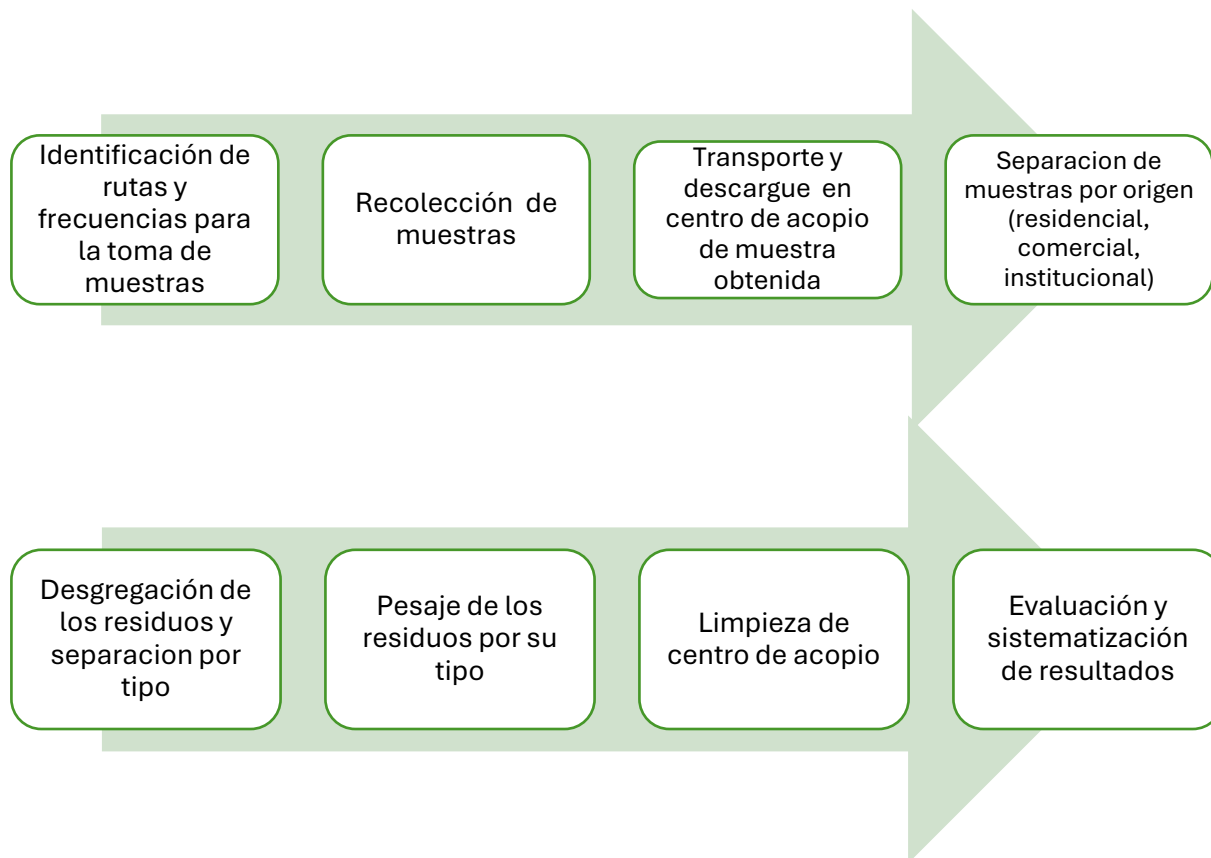 Identificación de
rutas y
frecuencias para
la toma de
muestras
Recolección de
muestras
Transporte y
descargue en
centro de acopio
de muestra
obtenida
Separacion de
muestras por origen
(residencial,
comercial,
institucional)
Desgregación de
los residuos y
separacion por
tipo
Pesaje de los
residuos por su
tipo
Limpieza de
centro de acopio
Evaluación y
sistematización
de resultados